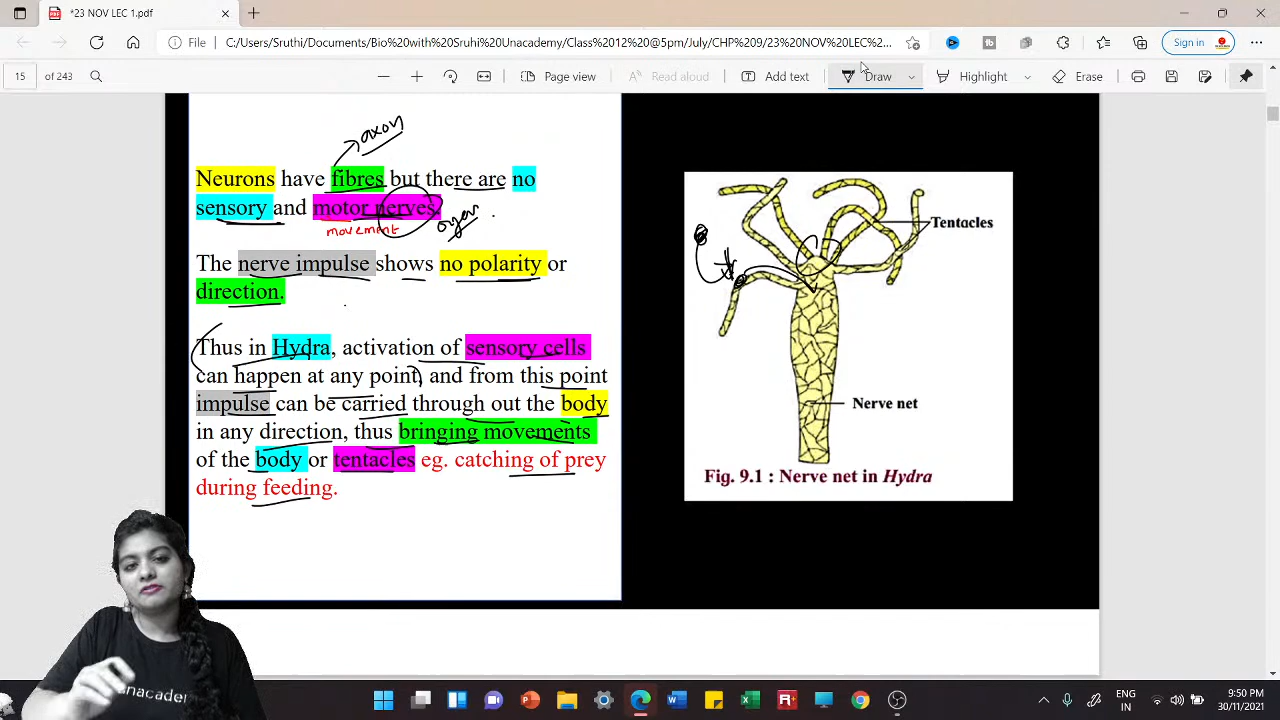 *23 NOV LEC 1.pdf
File
C:/Users/Sruthi/Documents/Bio%20with%20Sruhi%20Unacademy/Class%2012%20@5pm/July/CHP%209/23%20NOV%20LEC%2...
Sign in
15 of 243
Page view
Read aloud
Add text
Draw
Highlight
Erase
axon
Neurons have fibres but there are no
sensory and motor nerves.
movement
The nerve impulse shows no polarity or
direction.
Thus in Hydra, activation of sensory cells
can happen at any point, and from this point
impulse can be carried through out the body
in any direction, thus bringing movements
of the body or tentacles eg. catching of prey
during feeding.
Tentacles
Nerve net
Fig. 9.1 : Nerve net in Hydra
unacade
ENG
IN
9:50 PM
30/11/2021